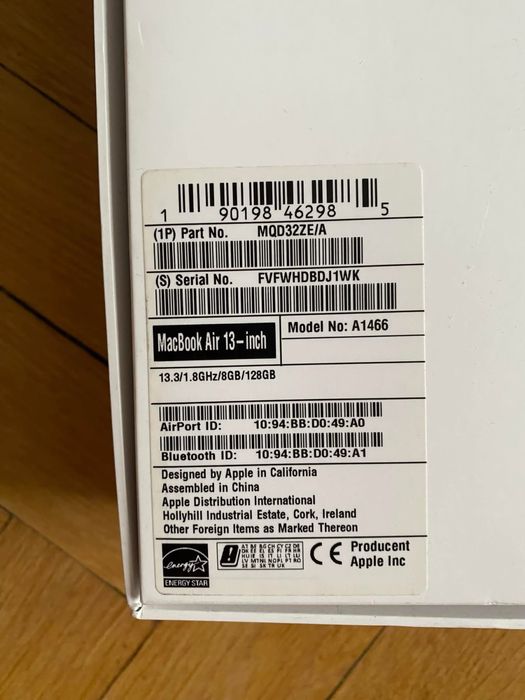 1 90198 46298 5
(1P) Part No. MQD32ZE/A
(S) Serial No. FVFWHDBDJ1WK
MacBook Air 13-inch
Model No: A1466
13.3/1.8GHz/8GB/128GB
AirPort ID: 10:94:BB:D0:49:A0
Bluetooth ID: 10:94:BB:D0:49:A1
Designed by Apple in California
Assembled in China
Apple Distribution International
Hollyhill Industrial Estate, Cork, Ireland
Other Foreign Items as Marked Thereon
energy
ENERGY STAR
CE
Producent
Apple Inc